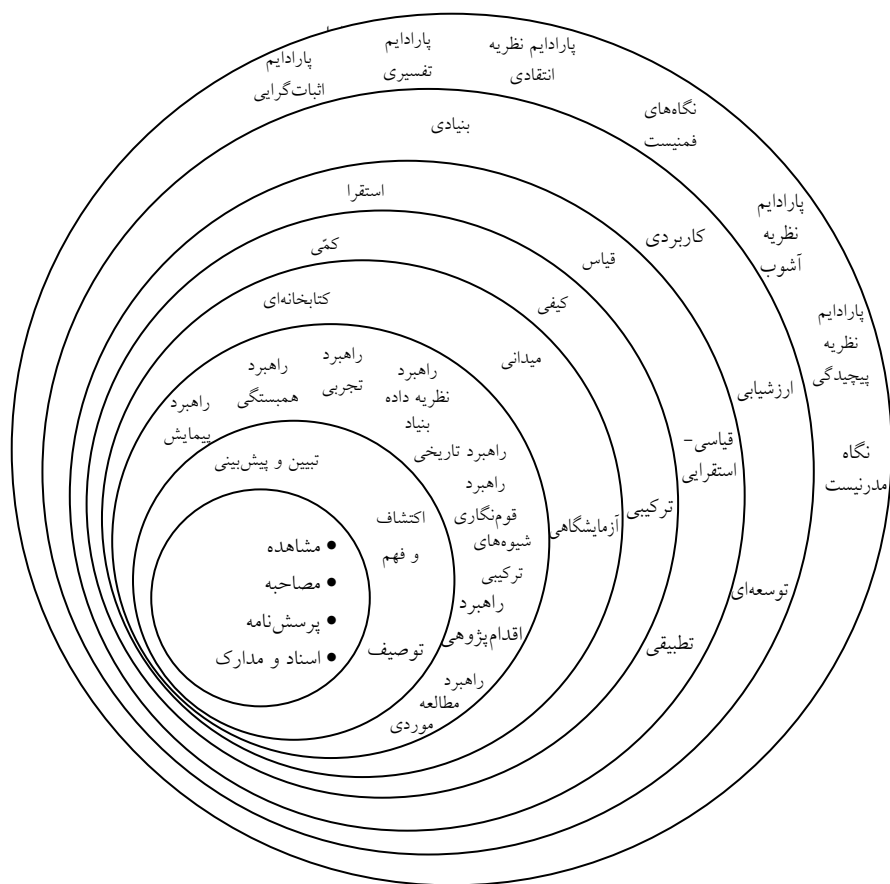 پارادایم
اثبات‌گرایی
پارادایم
تفسیری
پارادایم نظریه
انتقادی
نگاه‌های
فمنیست
پارادایم
نظریه
آشوب
پارادایم
نظریه
پیچیدگی
نگاه
مدرنیست
بنیادی
کاربردی
ارزشیابی
توسعه‌ای
استقرا
قیاس
قیاسی-
استقرایی
تطبیقی
کمّی
کیفی
ترکیبی
کتابخانه‌ای
میدانی
آزمایشگاهی
راهبرد
پیمایش
راهبرد
همبستگی
راهبرد
تجربی
راهبرد
نظریه داده
بنیاد
راهبرد تاریخی
راهبرد
قوم‌نگاری
شیوه‌های
ترکیبی
راهبرد
اقدام‌پژوهی
راهبرد
مطالعه
موردی
تبیین و پیش‌بینی
اکتشاف
و فهم
توصیف
• مشاهده
• مصاحبه
• پرسش‌نامه
• اسناد و مدارک